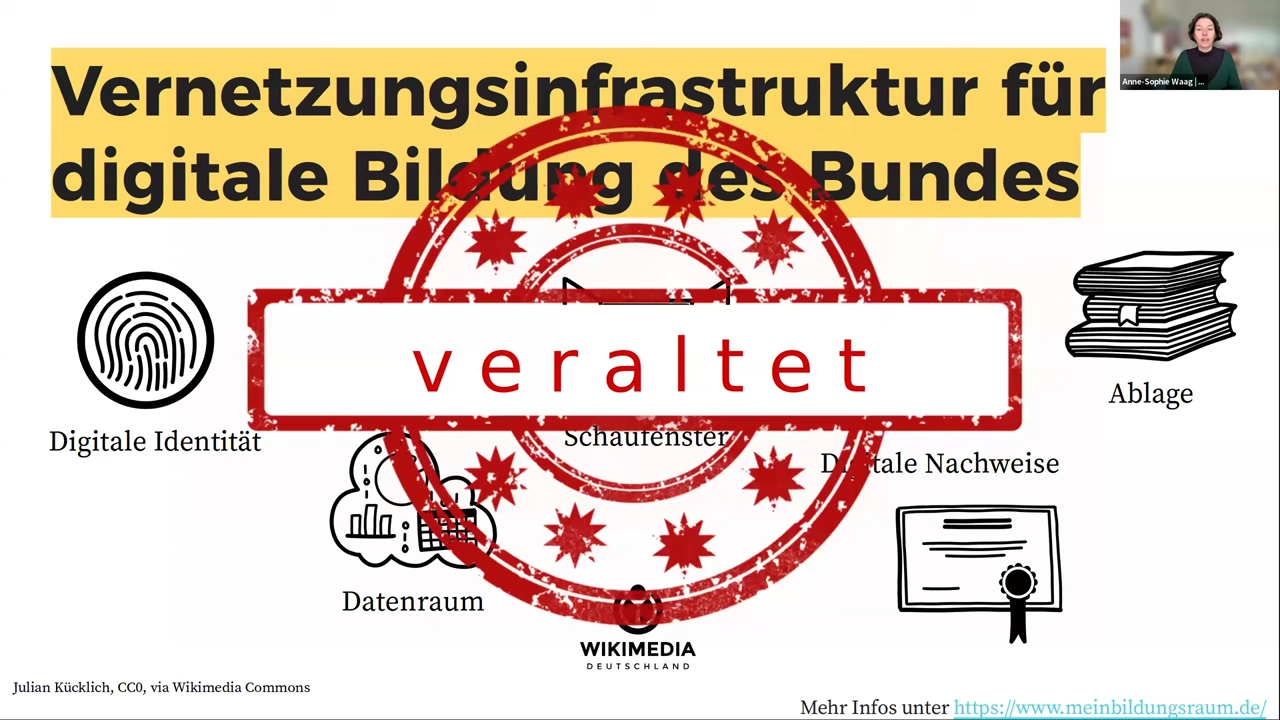 Vernetzungsinfrastruktur für
digitale Bildung des Bundes
Anne-Sophie Waag | ...
veraltet
Ablage
Digitale Identität
Schaufenster
Digitale Nachweise
Datenraum
WIKIMEDIA
DEUTSCHLAND
Julian Kücklich, CC0, via Wikimedia Commons
Mehr Infos unter https://www.meinbildungsraum.de/